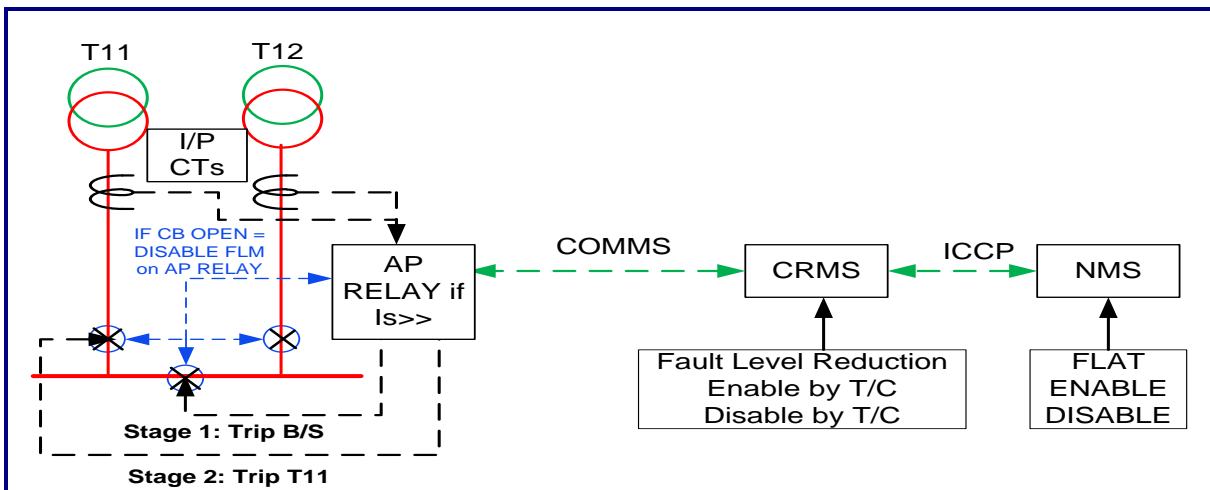 T11
T12
I/P
CTs
IF CB OPEN =
DISABLE FLM
on AP RELAY
AP
RELAY if
Is>>
COMMS
CRMS
ICCP
NMS
Fault Level Reduction
Enable by T/C
Disable by T/C
FLAT
ENABLE
DISABLE
Stage 1: Trip B/S
Stage 2: Trip T11